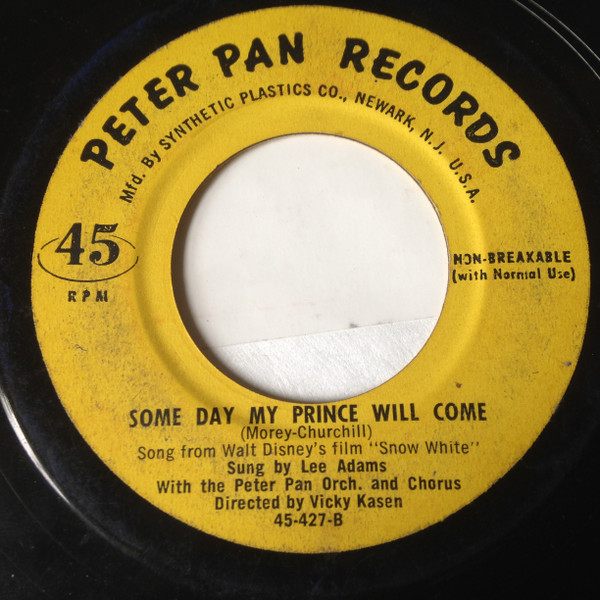 PETER PAN RECORDS
Mfd. By SYNTHETIC PLASTICS CO., NEWARK, N.J. U.S.A.
45
RPM
NON-BREAKABLE
(with Normal Use)
SOME DAY MY PRINCE WILL COME
(Morey-Churchill)
Song from Walt Disney's film "Snow White"
Sung by Lee Adams
With the Peter Pan Orch. and Chorus
Directed by Vicky Kasen
45-427-B